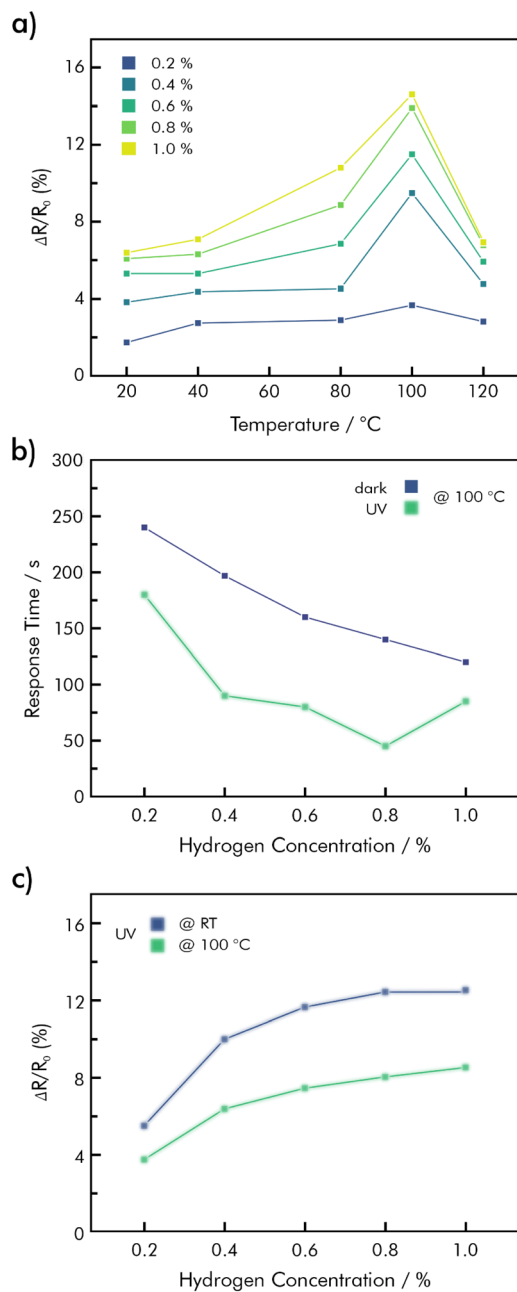 a)
16
12
8
4
0
ΔR/R₀ (%)
0.2 %
0.4 %
0.6 %
0.8 %
1.0 %
20 40 60 80 100 120
Temperature / °C
b)
300
250
200
150
100
50
0
Response Time / s
dark
UV
@ 100 °C
0.2 0.4 0.6 0.8 1.0
Hydrogen Concentration / %
c)
16
12
8
4
0
ΔR/R₀ (%)
UV
@ RT
@ 100 °C
0.2 0.4 0.6 0.8 1.0
Hydrogen Concentration / %